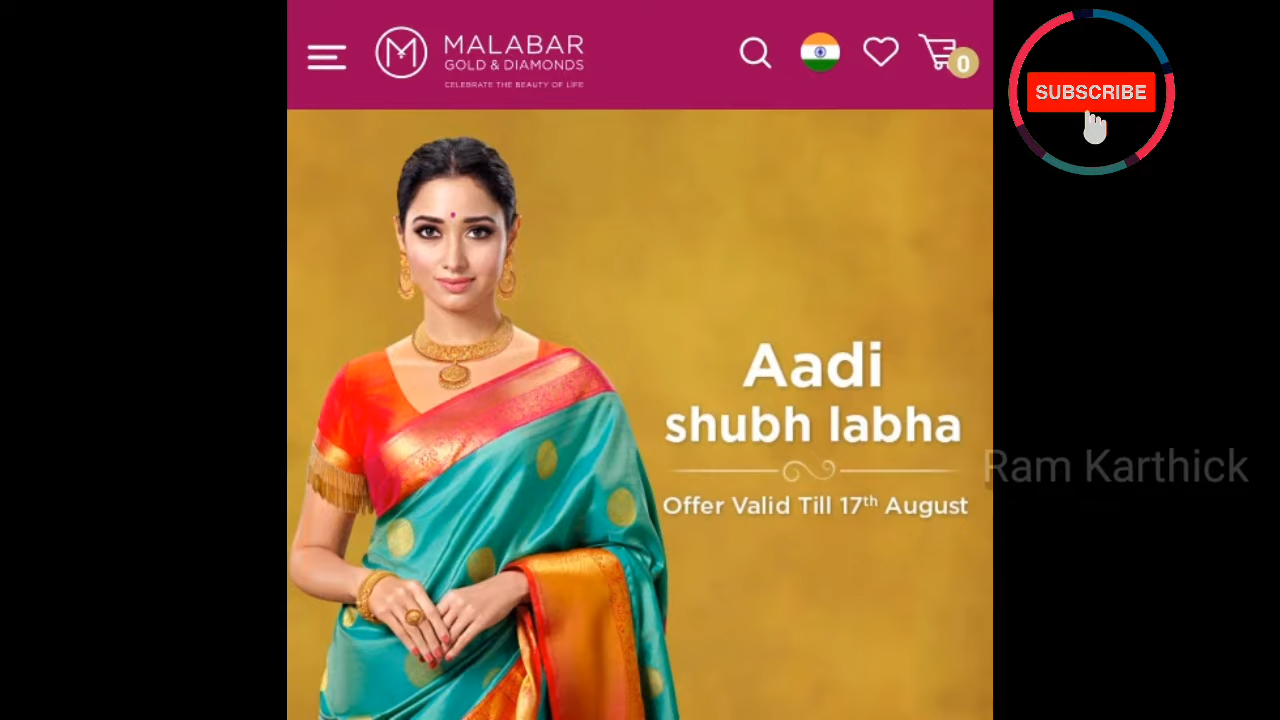 MALABAR
GOLD & DIAMONDS
CELEBRATE THE BEAUTY OF LIFE
0
SUBSCRIBE
Aadi
shubh labha
Offer Valid Till 17th August
Ram Karthick